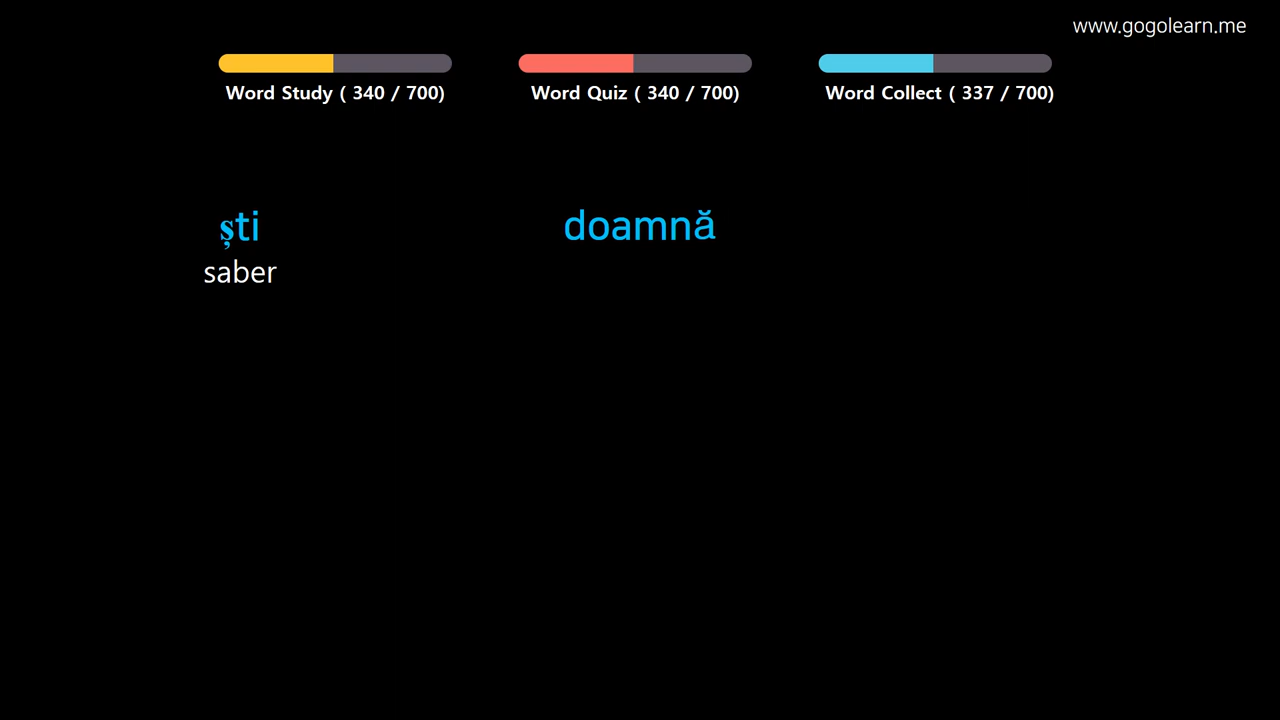 www.gogolearn.me
Word Study ( 340 / 700)
Word Quiz ( 340 / 700)
Word Collect ( 337 / 700)
ști
doamnă
saber